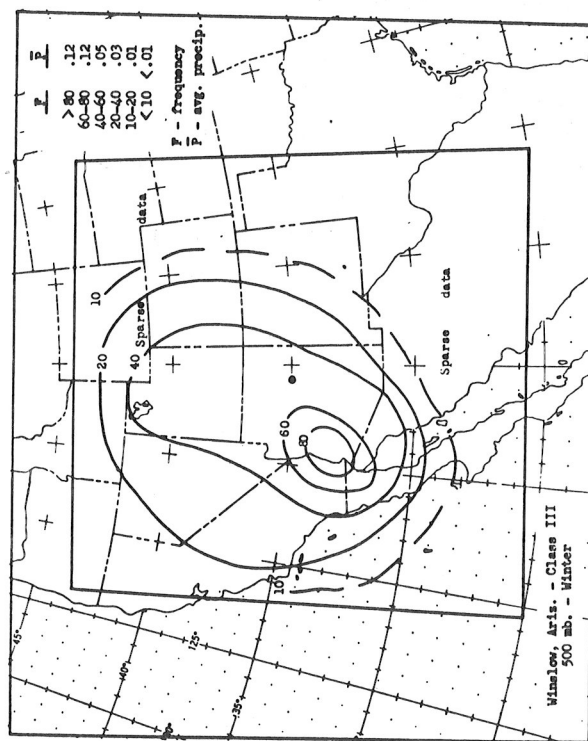 F P
>80 .12
60-80 .12
40-60 .05
20-40 .03
10-20 .01
<10 <.01
F - frequency
P - avg. precip.
10
20
40
Sparse data
60
80
10
Sparse data
45°
40°
125°
35°
Winslow, Ariz. - Class III
500 mb. - Winter